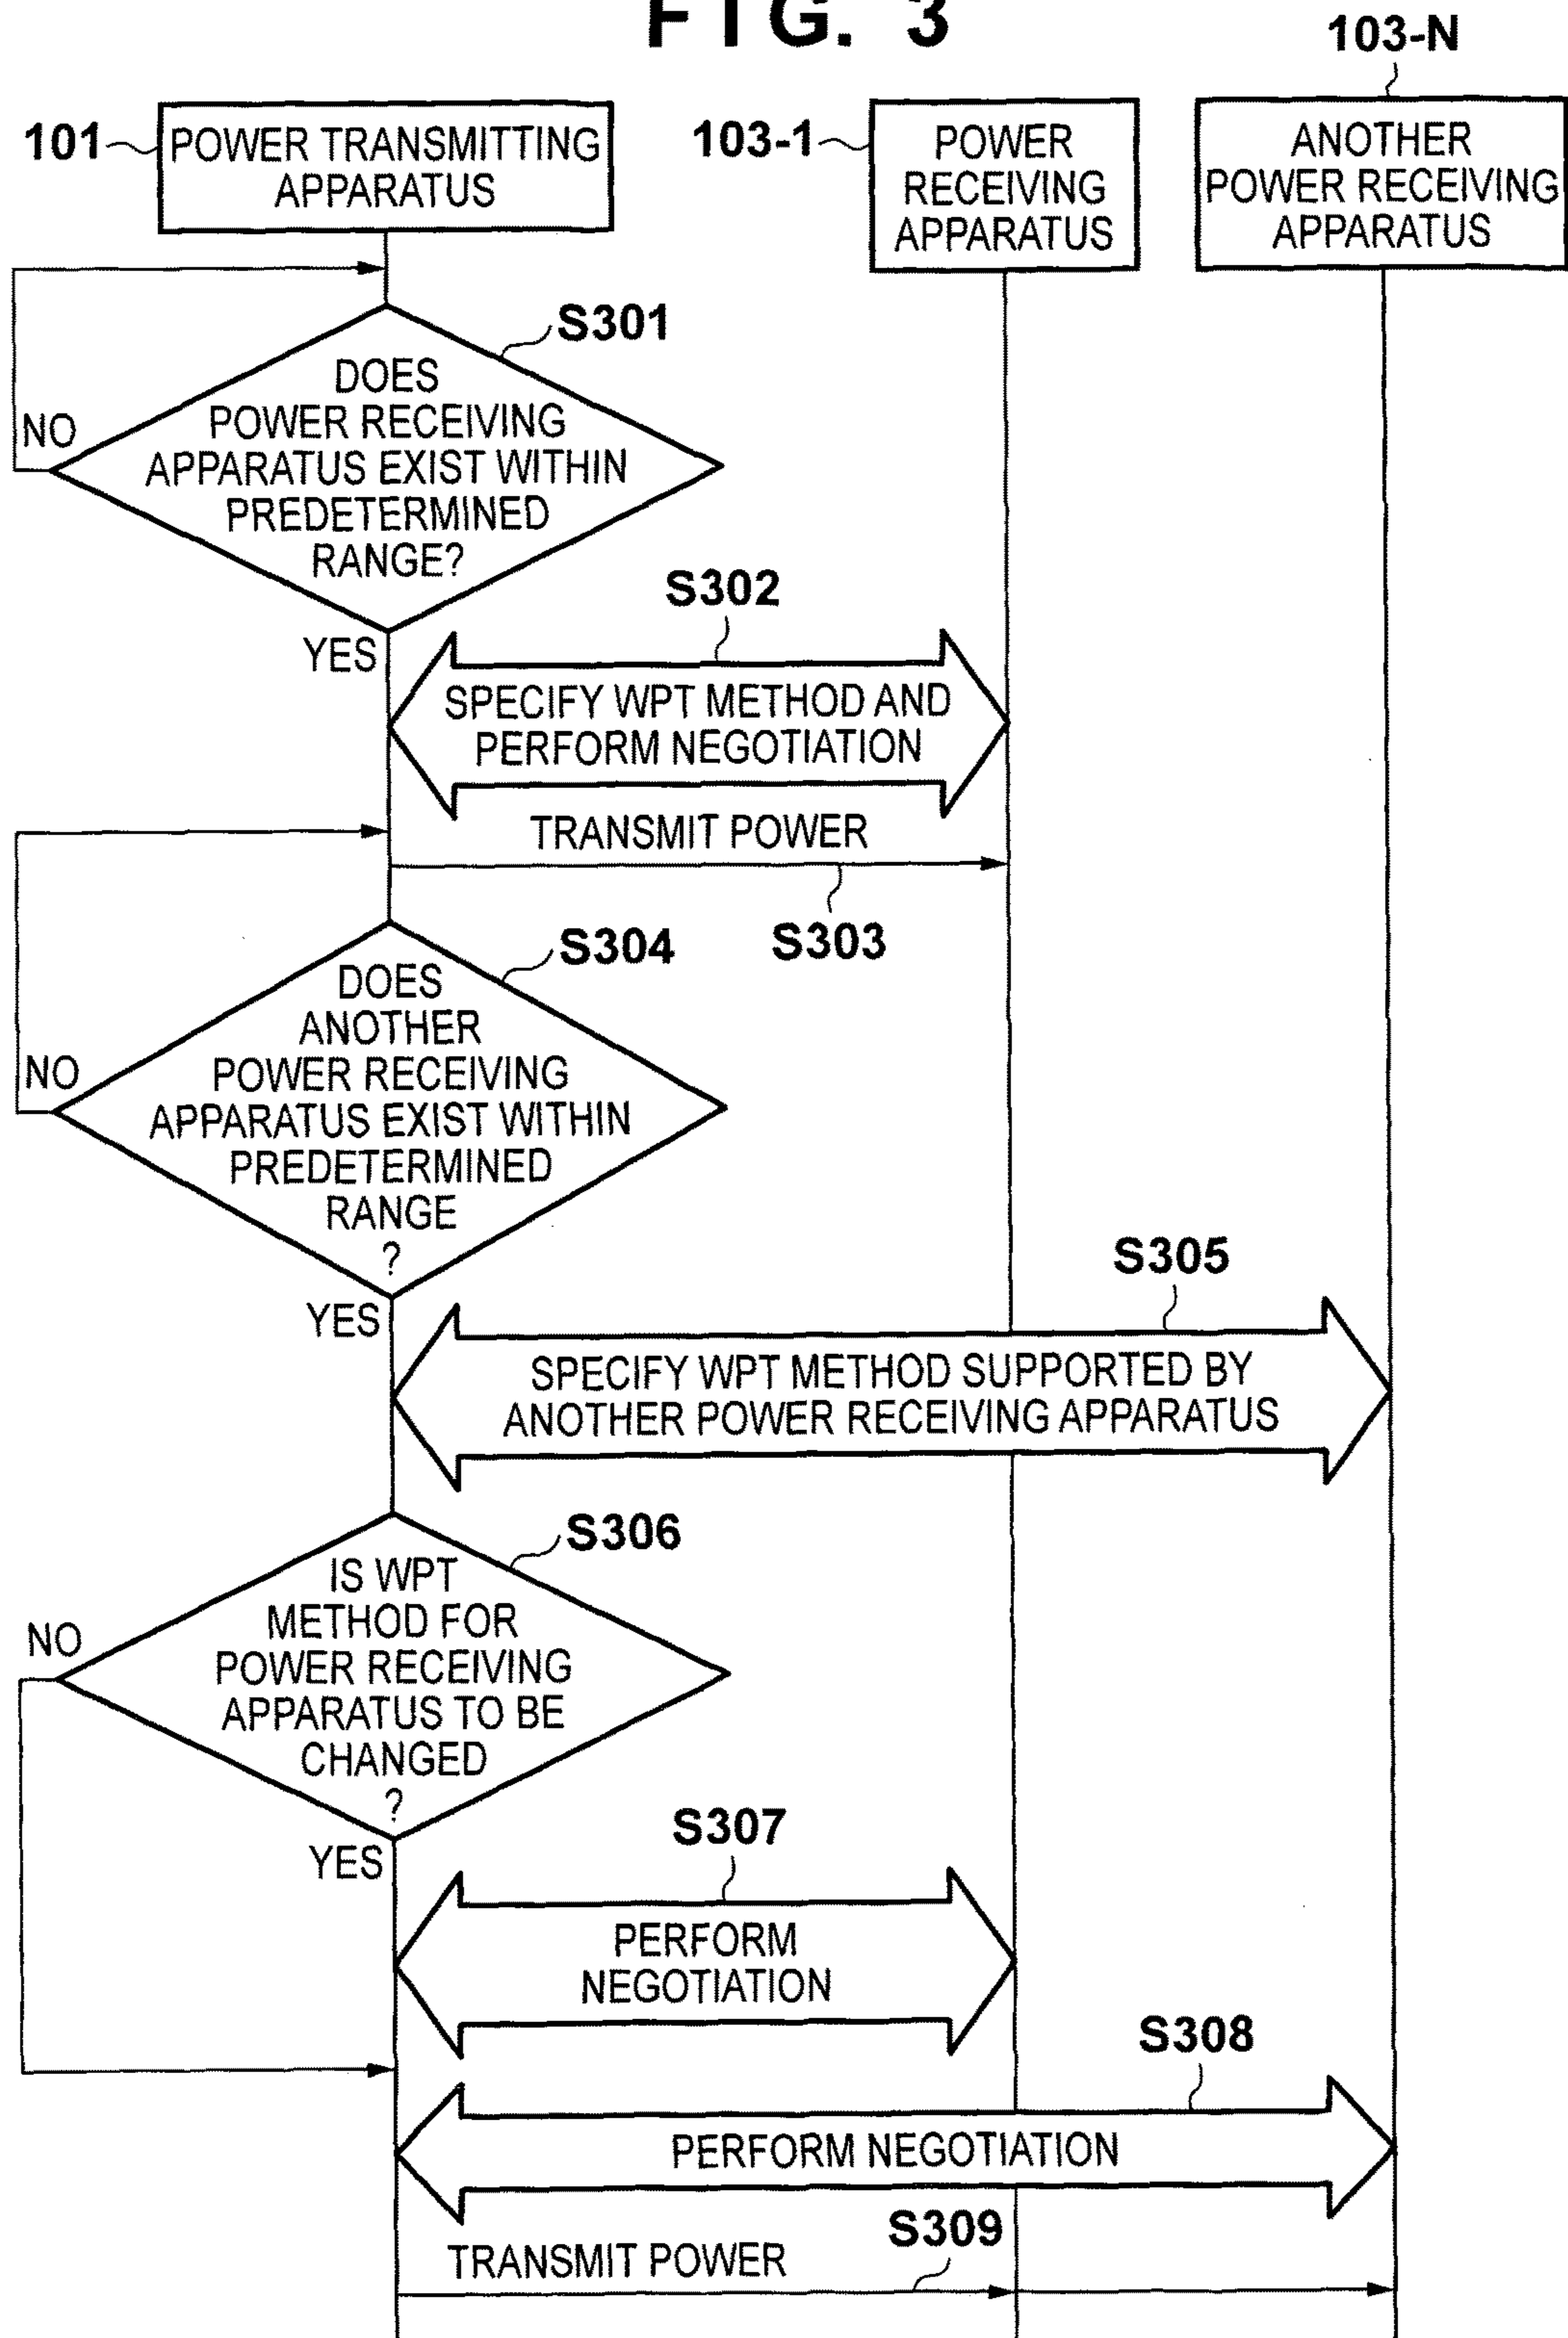 FIG. 3
103-N
101
POWER TRANSMITTING
APPARATUS
103-1
POWER
RECEIVING
APPARATUS
ANOTHER
POWER RECEIVING
APPARATUS
S301
DOES
POWER RECEIVING
APPARATUS EXIST WITHIN
PREDETERMINED
RANGE?
NO
YES
S302
SPECIFY WPT METHOD AND
PERFORM NEGOTIATION
TRANSMIT POWER
S303
S304
DOES
ANOTHER
POWER RECEIVING
APPARATUS EXIST WITHIN
PREDETERMINED
RANGE
?
NO
YES
S305
SPECIFY WPT METHOD SUPPORTED BY
ANOTHER POWER RECEIVING APPARATUS
S306
IS WPT
METHOD FOR
POWER RECEIVING
APPARATUS TO BE
CHANGED
?
NO
YES
S307
PERFORM
NEGOTIATION
S308
PERFORM NEGOTIATION
S309
TRANSMIT POWER